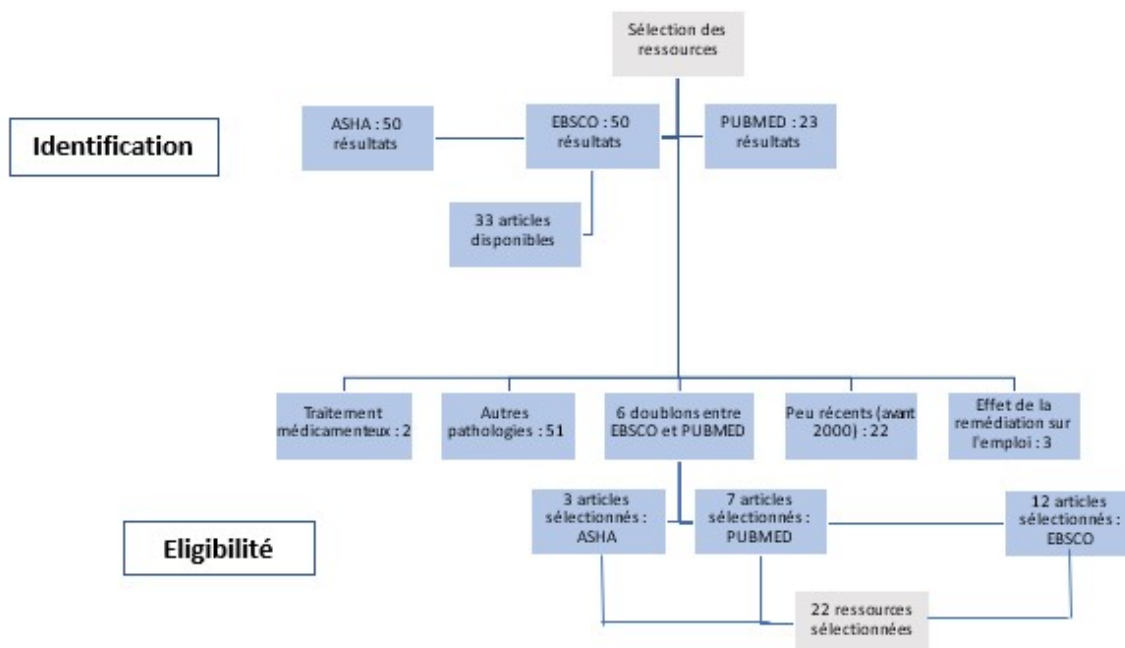 Sélection des
ressources
Identification
ASHA : 50
résultats
EBSCO : 50
résultats
PUBMED : 23
résultats
33 articles
disponibles
Traitement
médicamenteux : 2
Autres
pathologies : 51
6 doublons entre
EBSCO et PUBMED
Peu récents (avant
2000) : 22
Effet de la
remédiation sur
l'emploi : 3
Eligibilité
3 articles
sélectionnés :
ASHA
7 articles
sélectionnés :
PUBMED
12 articles
sélectionnés :
EBSCO
22 ressources
sélectionnées